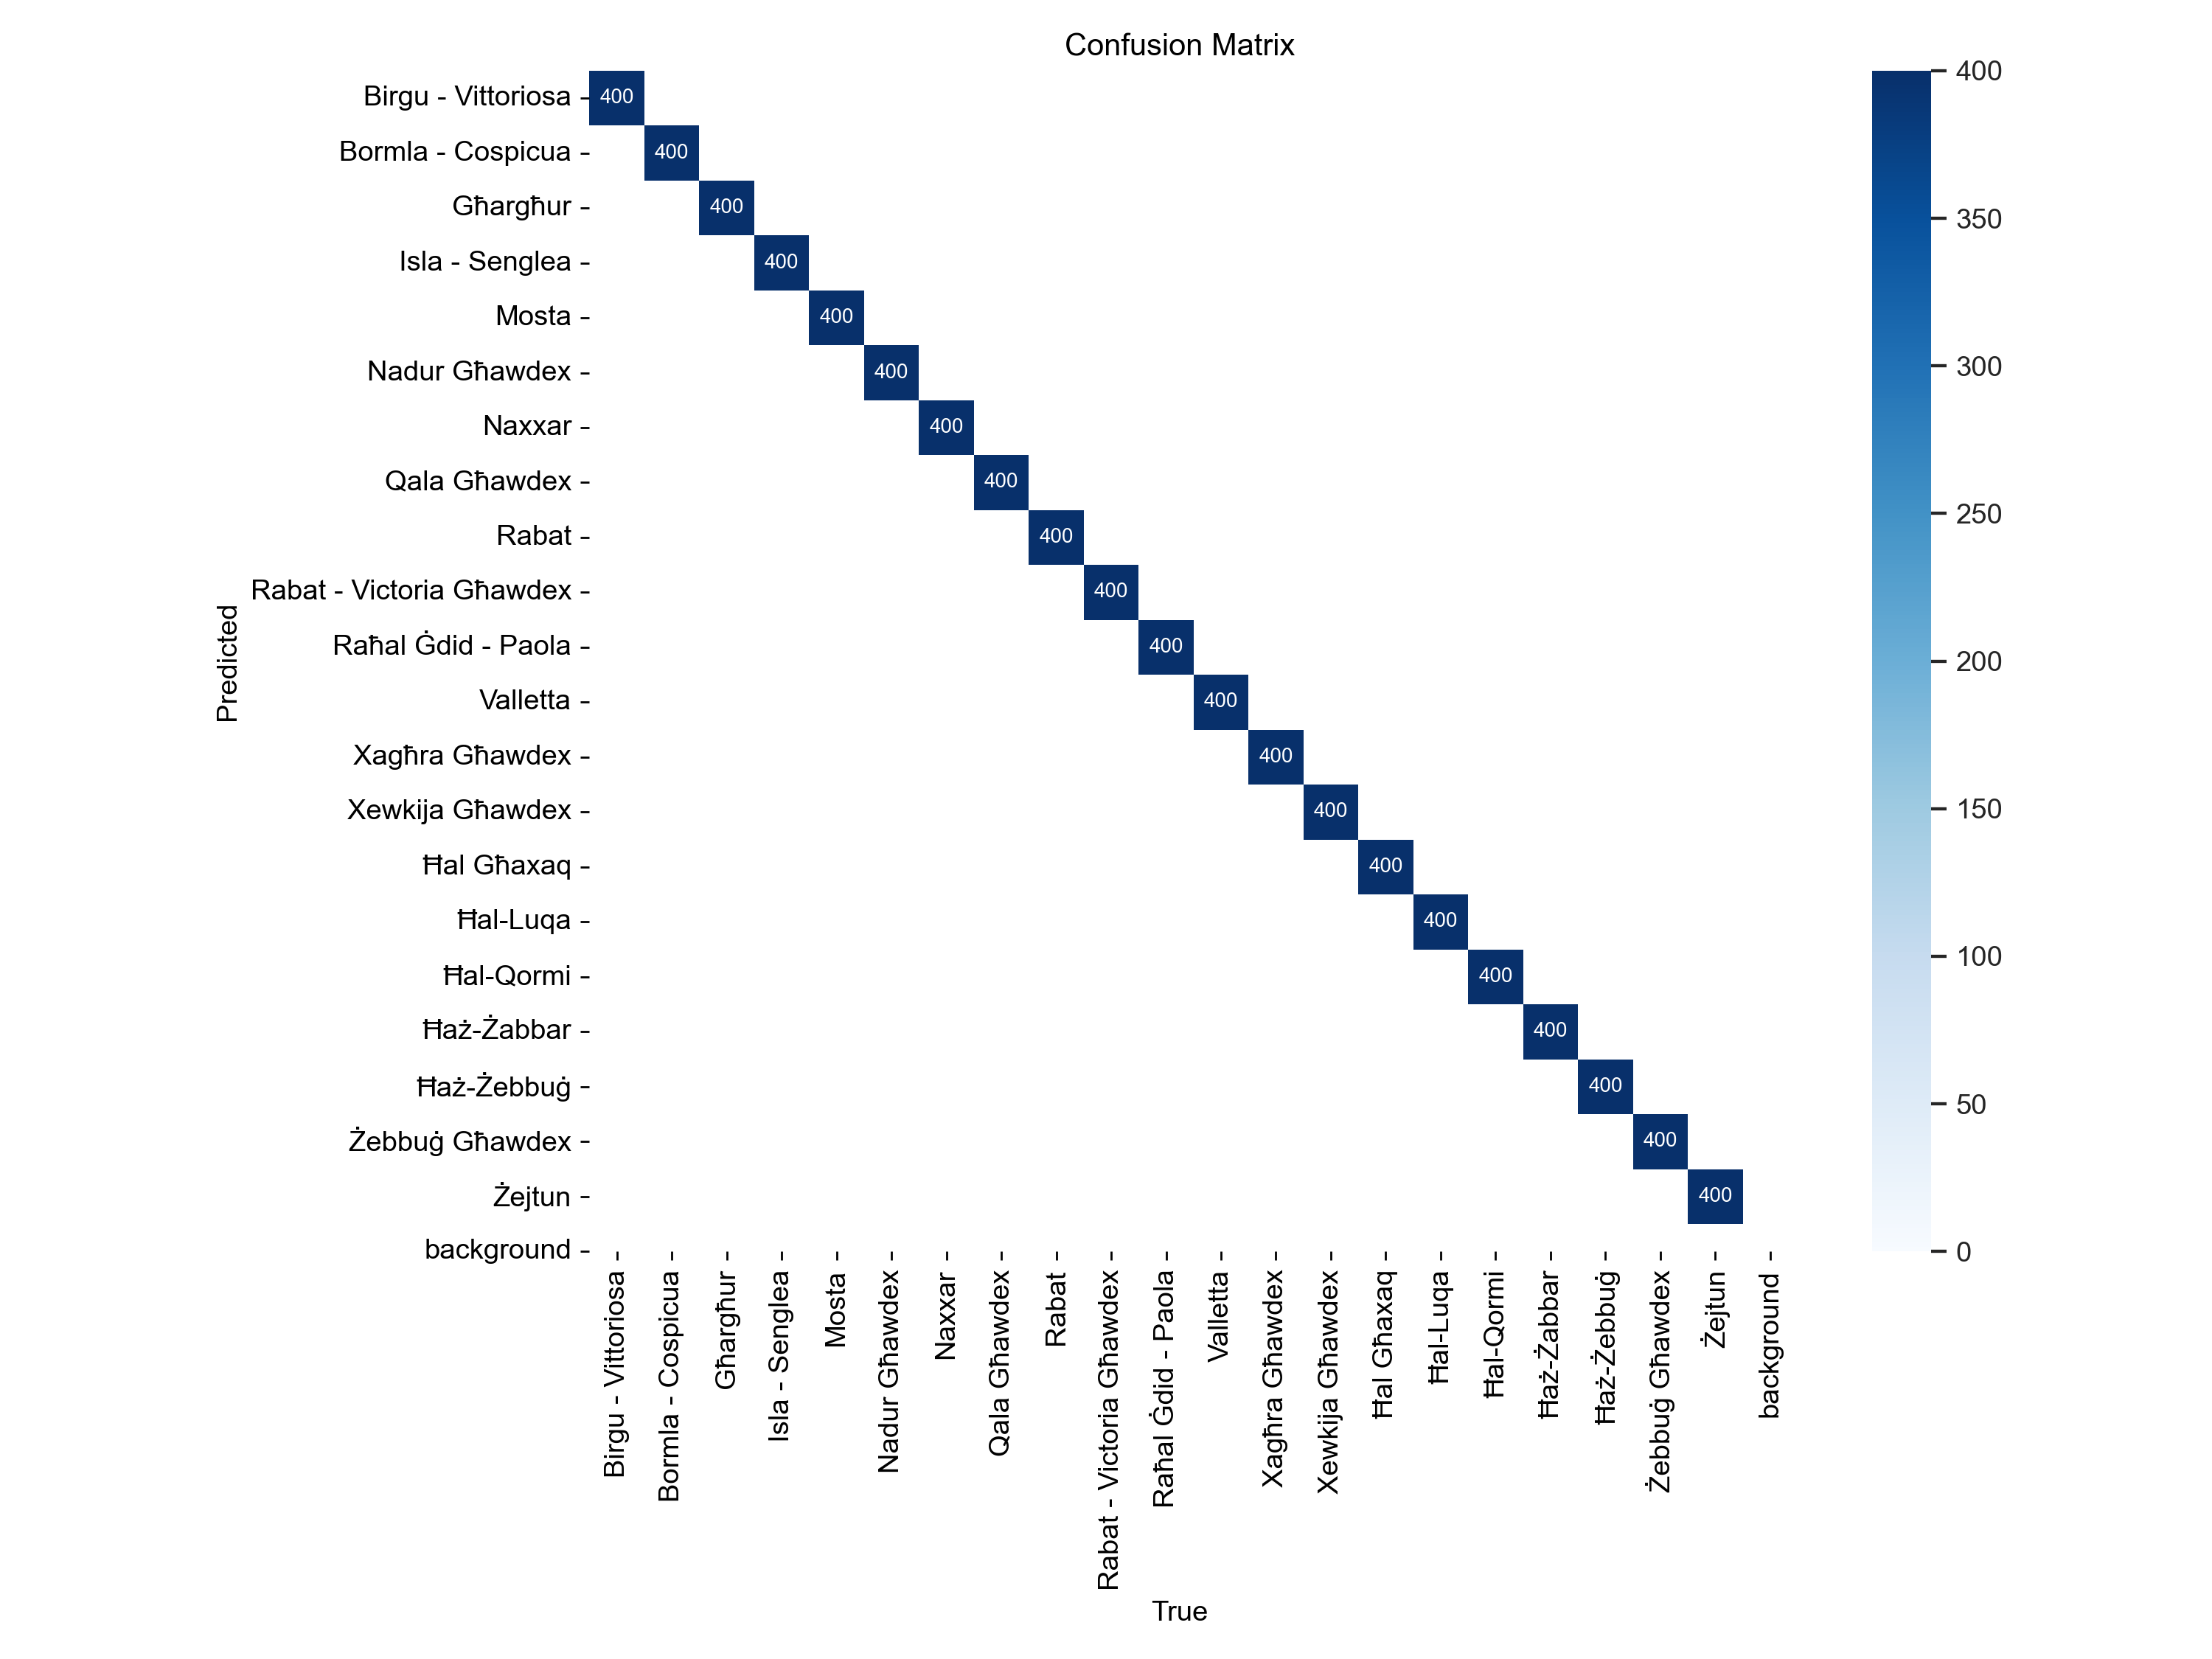 Confusion Matrix
Birgu - Vittoriosa
400
Bormla - Cospicua
400
Għargħur
400
Isla - Senglea
400
Mosta
400
Nadur Għawdex
400
Naxxar
400
Qala Għawdex
400
Rabat
400
Rabat - Victoria Għawdex
400
Raħal Ġdid - Paola
400
Valletta
400
Xagħra Għawdex
400
Xewkija Għawdex
400
Ħal Għaxaq
400
Ħal-Luqa
400
Ħal-Qormi
400
Ħaż-Żabbar
400
Ħaż-Żebbuġ
400
Żebbuġ Għawdex
400
Żejtun
400
background
Predicted
Birgu - Vittoriosa
Bormla - Cospicua
Għargħur
Isla - Senglea
Mosta
Nadur Għawdex
Naxxar
Qala Għawdex
Rabat
Rabat - Victoria Għawdex
Raħal Ġdid - Paola
Valletta
Xagħra Għawdex
Xewkija Għawdex
Ħal Għaxaq
Ħal-Luqa
Ħal-Qormi
Ħaż-Żabbar
Ħaż-Żebbuġ
Żebbuġ Għawdex
Żejtun
background
True
400
350
300
250
200
150
100
50
0